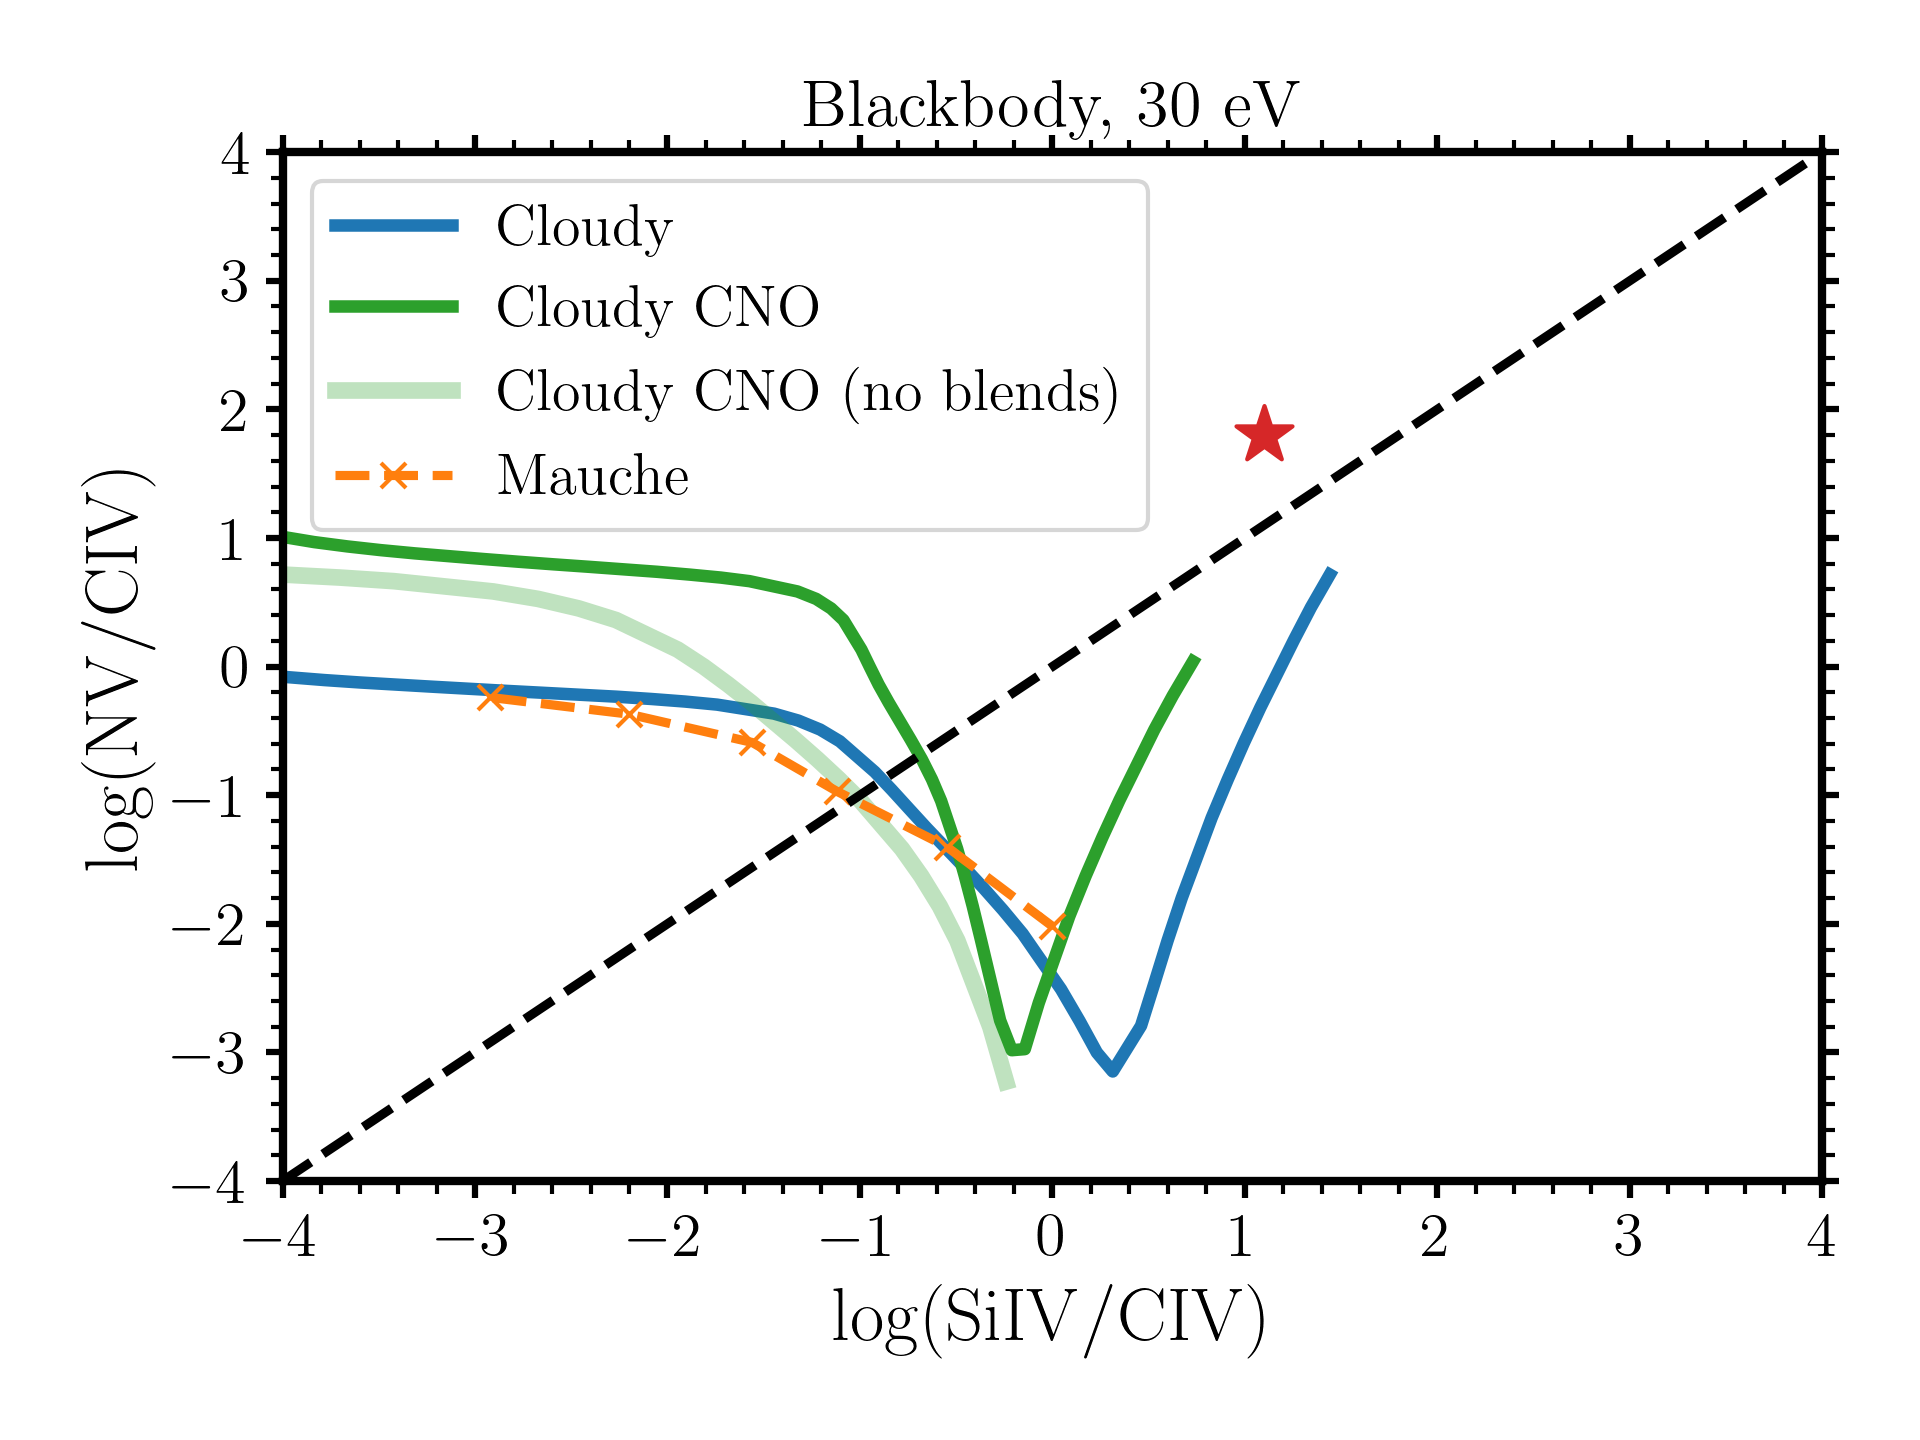 Blackbody, 30 eV
4
3
2
1
0
−1
−2
−3
−4
log(NV/CIV)
Cloudy
Cloudy CNO
Cloudy CNO (no blends)
Mauche
−4 −3 −2 −1 0 1 2 3 4
log(SiIV/CIV)